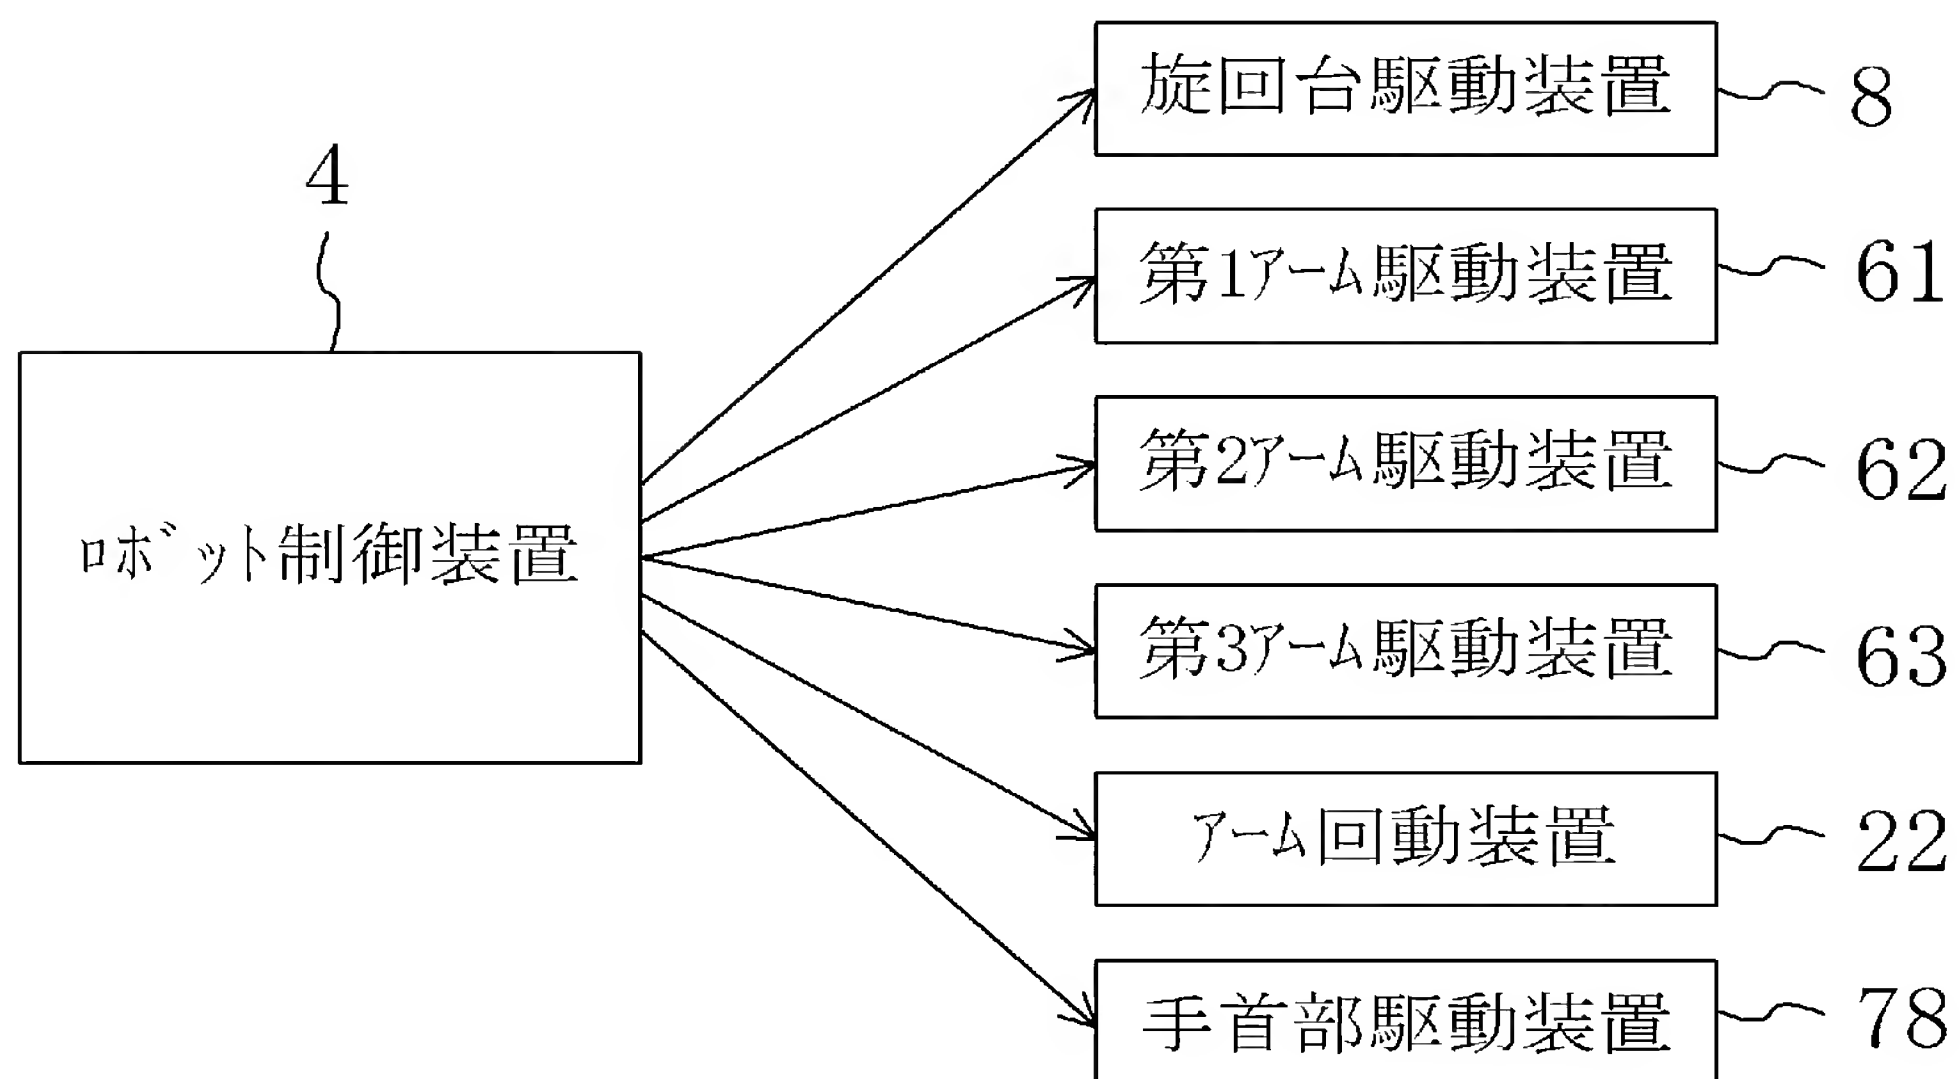 旋回台駆動装置 8
4
第1ｱｰﾑ駆動装置 61
第2ｱｰﾑ駆動装置 62
ﾛﾎﾞｯﾄ制御装置
第3ｱｰﾑ駆動装置 63
ｱｰﾑ回動装置 22
手首部駆動装置 78